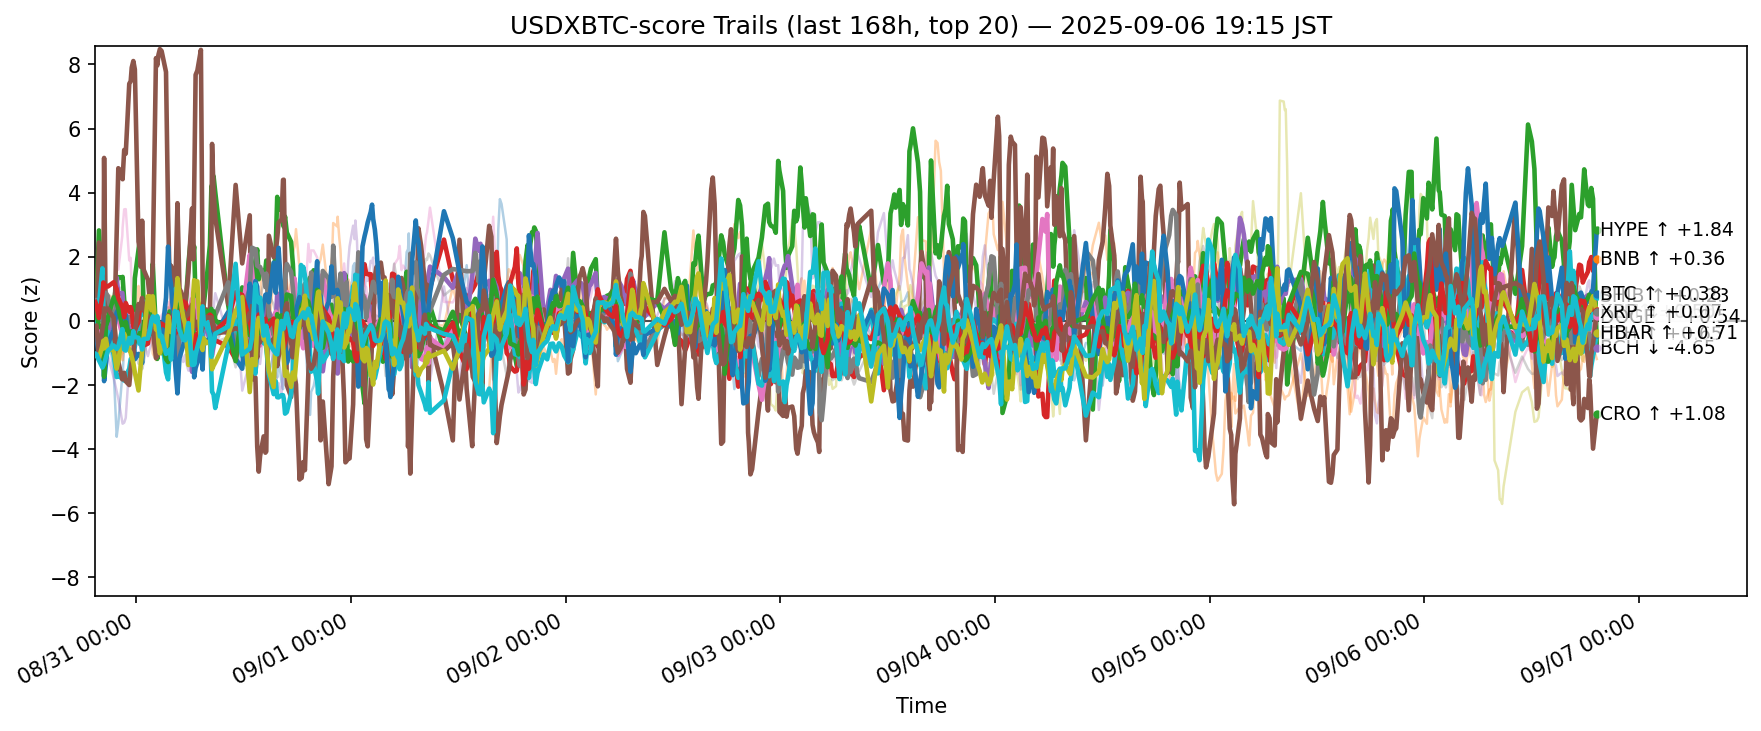 USDXBTC-score Trails (last 168h, top 20) — 2025-09-06 19:15 JST
Score (z)
8
6
4
2
0
−2
−4
−6
−8
HYPE ↑ +1.84
BNB ↑ +0.36
BTC ↑ +0.38
XRP ↑ +0.07
HBAR ↑ +0.71
BCH ↓ -4.65
CRO ↑ +1.08
08/31 00:00
09/01 00:00
09/02 00:00
09/03 00:00
09/04 00:00
09/05 00:00
09/06 00:00
09/07 00:00
Time